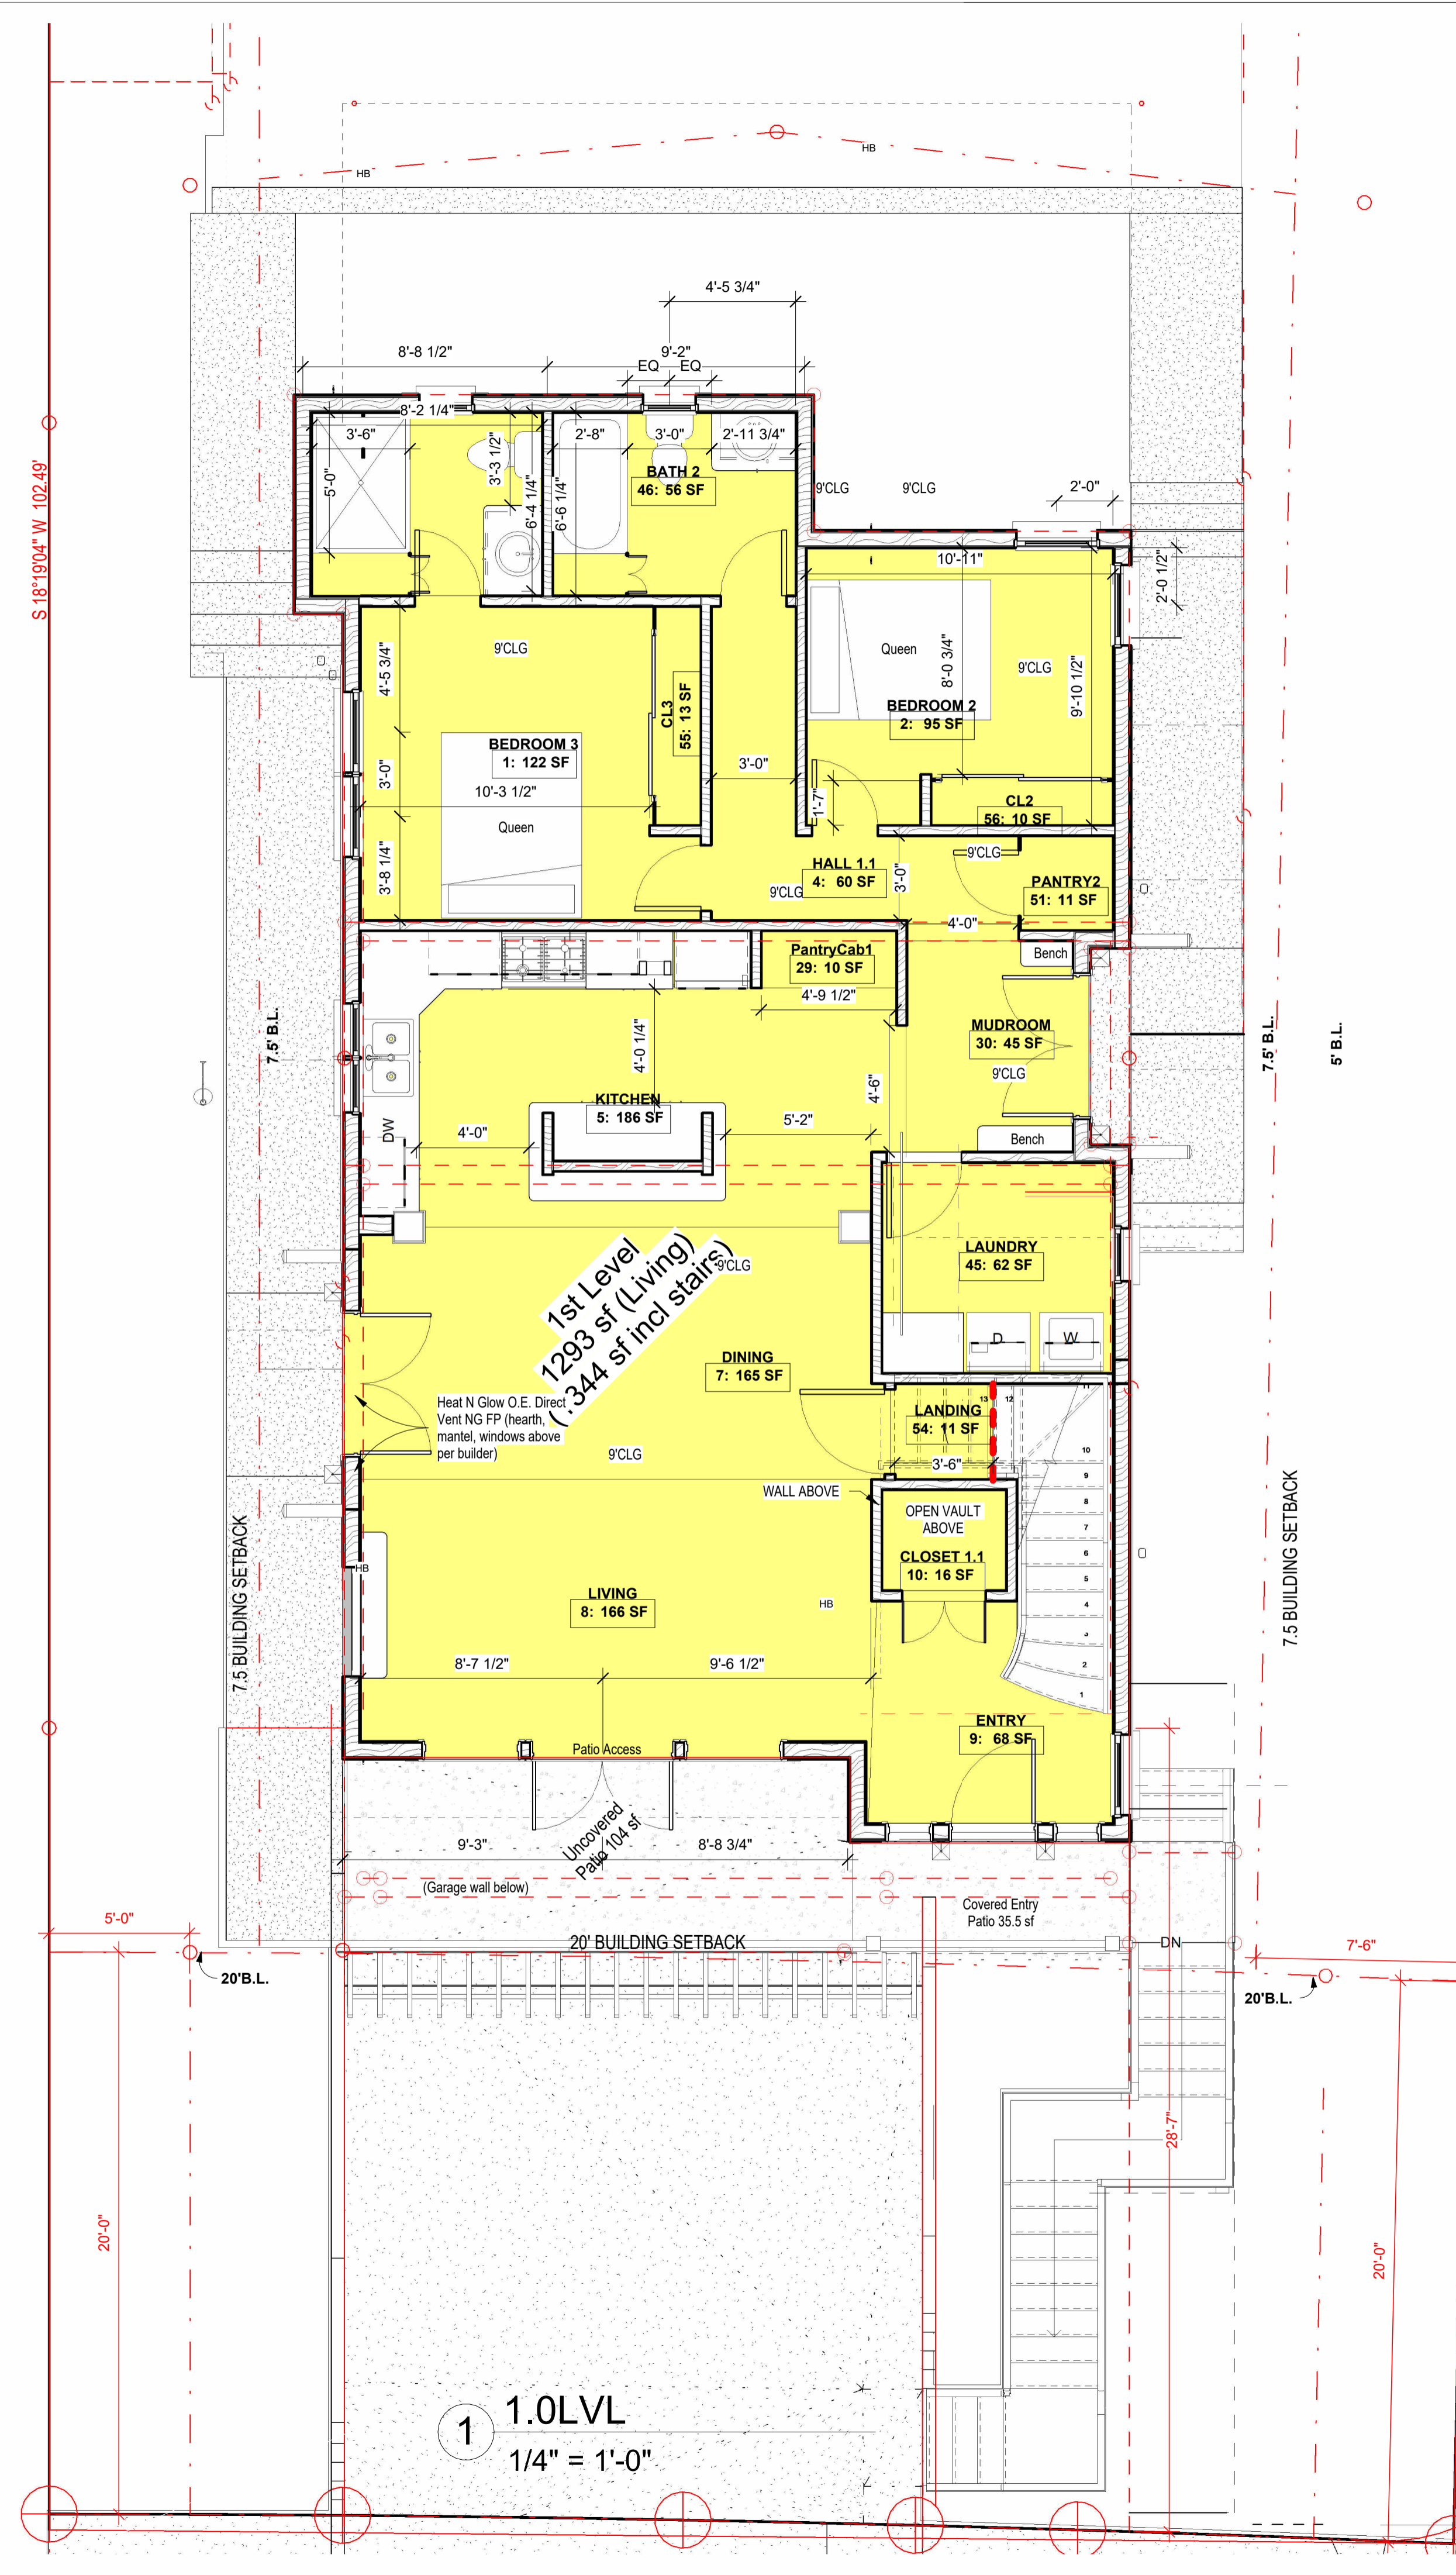 HB
HB
4'-5 3/4"
8'-8 1/2"
9'-2"
EQ
EQ
8'-2 1/4"
3'-6"
3'-3 1/2"
2'-8"
3'-0"
2'-11 3/4"
BATH 2
46: 56 SF
5'-0"
6'-4 1/4"
6'-6 1/4"
9'CLG
9'CLG
2'-0"
S 18°19'04" W 102.49'
10'-11"
2'-0 1/2"
9'CLG
Queen
8'-0 3/4"
9'CLG
9'-10 1/2"
4'-5 3/4"
CL3
55: 13 SF
BEDROOM 2
2: 95 SF
BEDROOM 3
1: 122 SF
3'-0"
3'-0"
10'-3 1/2"
1'-7"
CL2
56: 10 SF
Queen
9'CLG
HALL 1.1
4: 60 SF
3'-0"
3'-8 1/4"
9'CLG
PANTRY2
51: 11 SF
4'-0"
PantryCab1
29: 10 SF
Bench
4'-9 1/2"
7.5' B.L.
4'-0 1/4"
MUDROOM
30: 45 SF
7.5' B.L.
5' B.L.
9'CLG
4'-6"
KITCHEN
5: 186 SF
DW
4'-0"
5'-2"
Bench
1st Level
1293 sf (Living)
344 sf incl stairs)
9'CLG
LAUNDRY
45: 62 SF
D
W
DINING
7: 165 SF
Heat N Glow O.E. Direct
Vent NG FP (hearth,
mantel, windows above
per builder)
13
12
11
LANDING
54: 11 SF
10
9'CLG
3'-6"
9
WALL ABOVE
8
OPEN VAULT
ABOVE
7
7.5 BUILDING SETBACK
7.5 BUILDING SETBACK
6
CLOSET 1.1
10: 16 SF
5
HB
LIVING
8: 166 SF
HB
4
3
8'-7 1/2"
9'-6 1/2"
2
1
ENTRY
9: 68 SF
Patio Access
9'-3"
Uncovered
Patio 104 sf
8'-8 3/4"
(Garage wall below)
Covered Entry
Patio 35.5 sf
5'-0"
20' BUILDING SETBACK
DN
7'-6"
20'B.L.
20'B.L.
28'-7"
20'-0"
20'-0"
1
1.0LVL
1/4" = 1'-0"